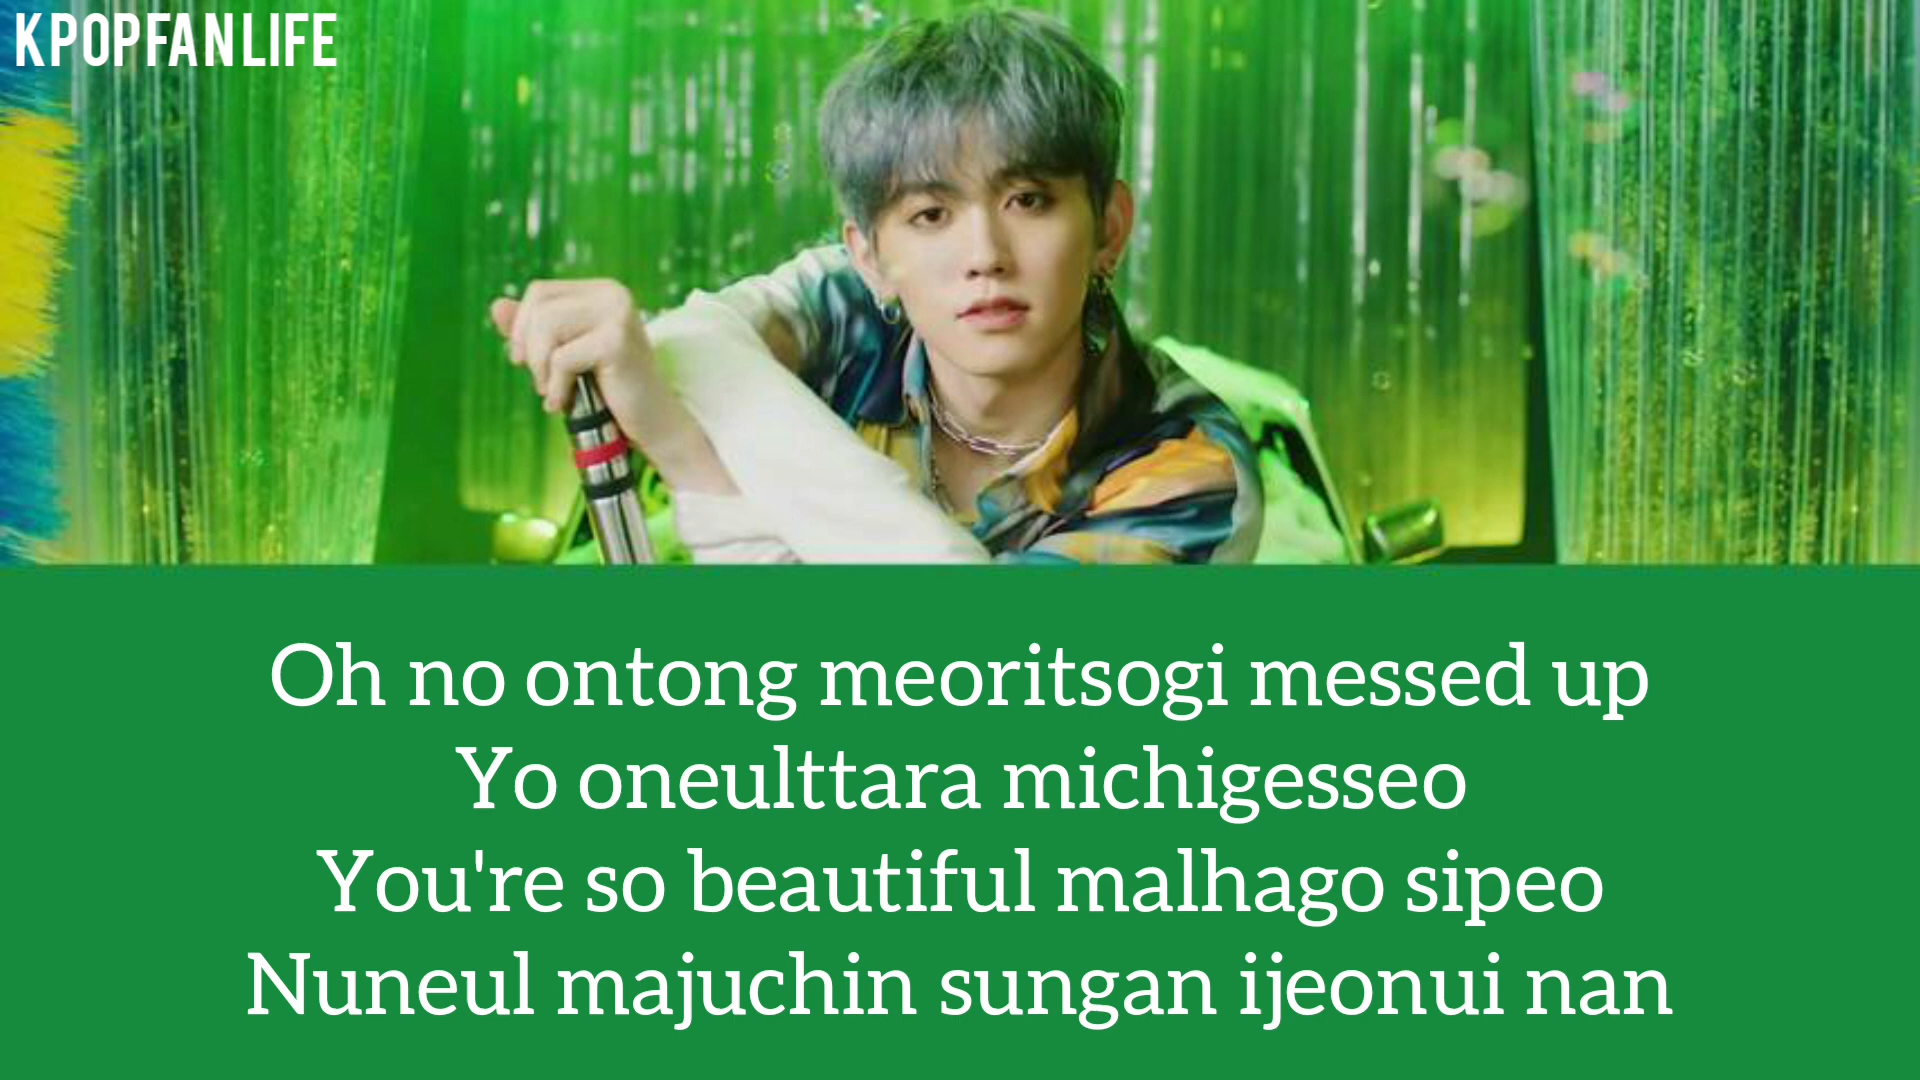 KPOPFANLIFE
Oh no ontong meoritsogi messed up
Yo oneulttara michigesseo
You're so beautiful malhago sipeo
Nuneul majuchin sungan ijeonui nan